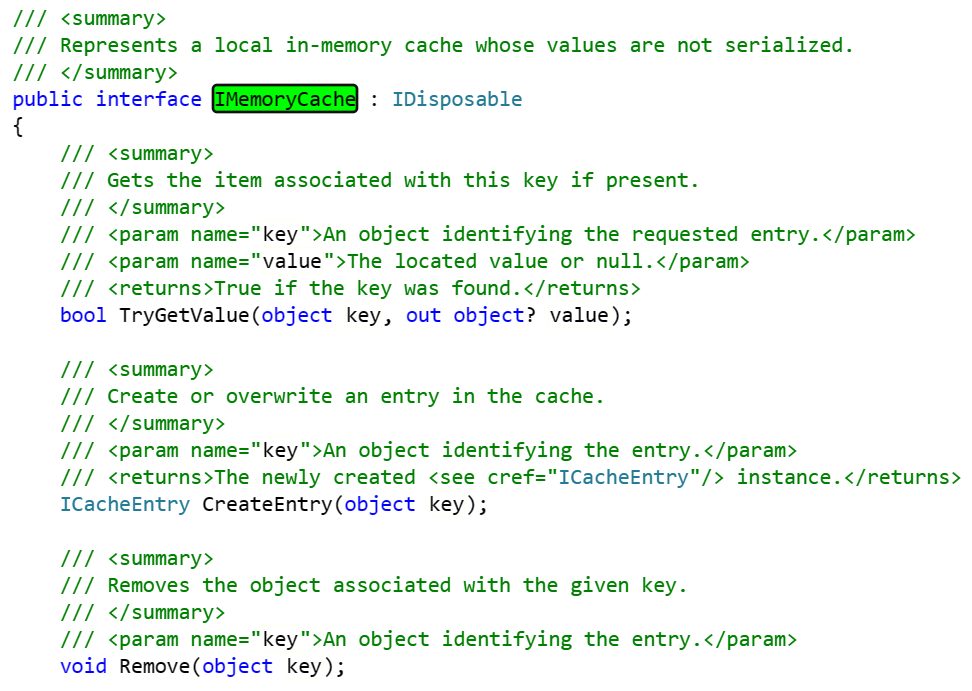 /// <summary>
/// Represents a local in-memory cache whose values are not serialized.
/// </summary>
public interface IMemoryCache : IDisposable
{
    /// <summary>
    /// Gets the item associated with this key if present.
    /// </summary>
    /// <param name="key">An object identifying the requested entry.</param>
    /// <param name="value">The located value or null.</param>
    /// <returns>True if the key was found.</returns>
    bool TryGetValue(object key, out object? value);

    /// <summary>
    /// Create or overwrite an entry in the cache.
    /// </summary>
    /// <param name="key">An object identifying the entry.</param>
    /// <returns>The newly created <see cref="ICacheEntry"/> instance.</returns>
    ICacheEntry CreateEntry(object key);

    /// <summary>
    /// Removes the object associated with the given key.
    /// </summary>
    /// <param name="key">An object identifying the entry.</param>
    void Remove(object key);